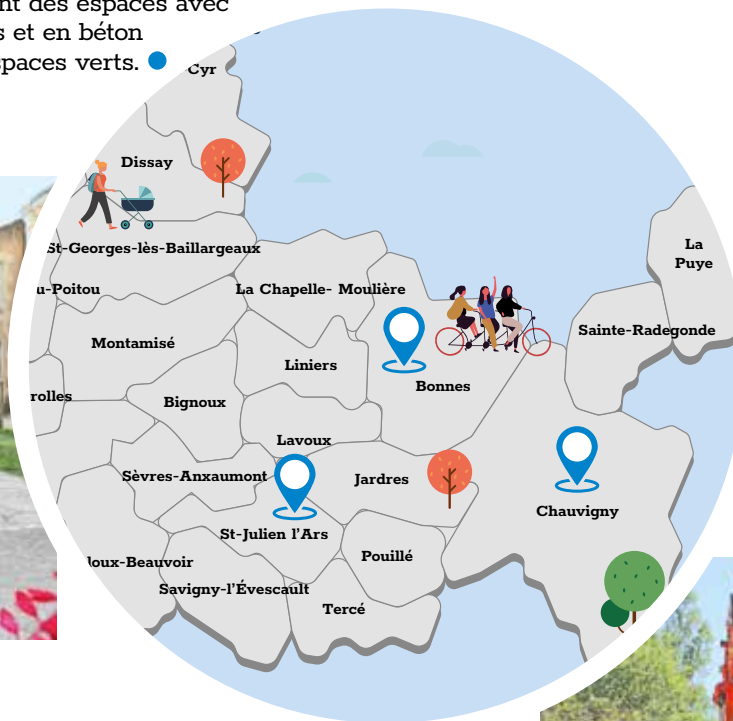 nt des espaces avec
s et en béton
spaces verts.
Cyr
Dissay
St-Georges-lès-Baillargeaux
u-Poitou
La Chapelle- Moulière
La
Puye
Sainte-Radegonde
Montamisé
Liniers
Bonnes
rolles
Bignoux
Lavoux
Sèvres-Anxaumont
Jardres
Chauvigny
St-Julien l'Ars
Pouillé
doux-Beauvoir
Savigny-l'Évescault
Tercé